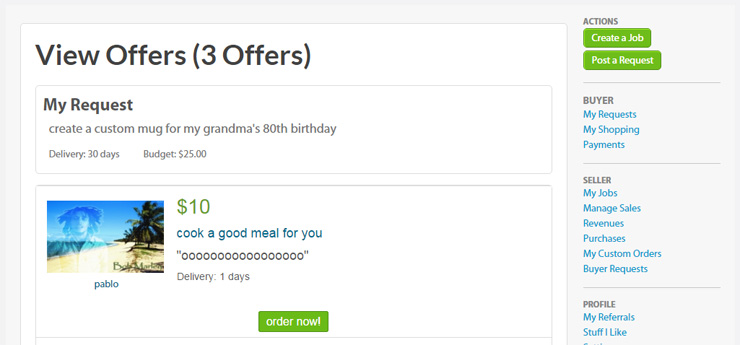 View Offers (3 Offers)
My Request
create a custom mug for my grandma's 80th birthday
Delivery: 30 days Budget: $25.00
$10
cook a good meal for you
"ooooooooooooooooo"
Delivery: 1 days
pablo
order now!
ACTIONS
Create a Job
Post a Request
BUYER
My Requests
My Shopping
Payments
SELLER
My Jobs
Manage Sales
Revenues
Purchases
My Custom Orders
Buyer Requests
PROFILE
My Referrals
Stuff I Like